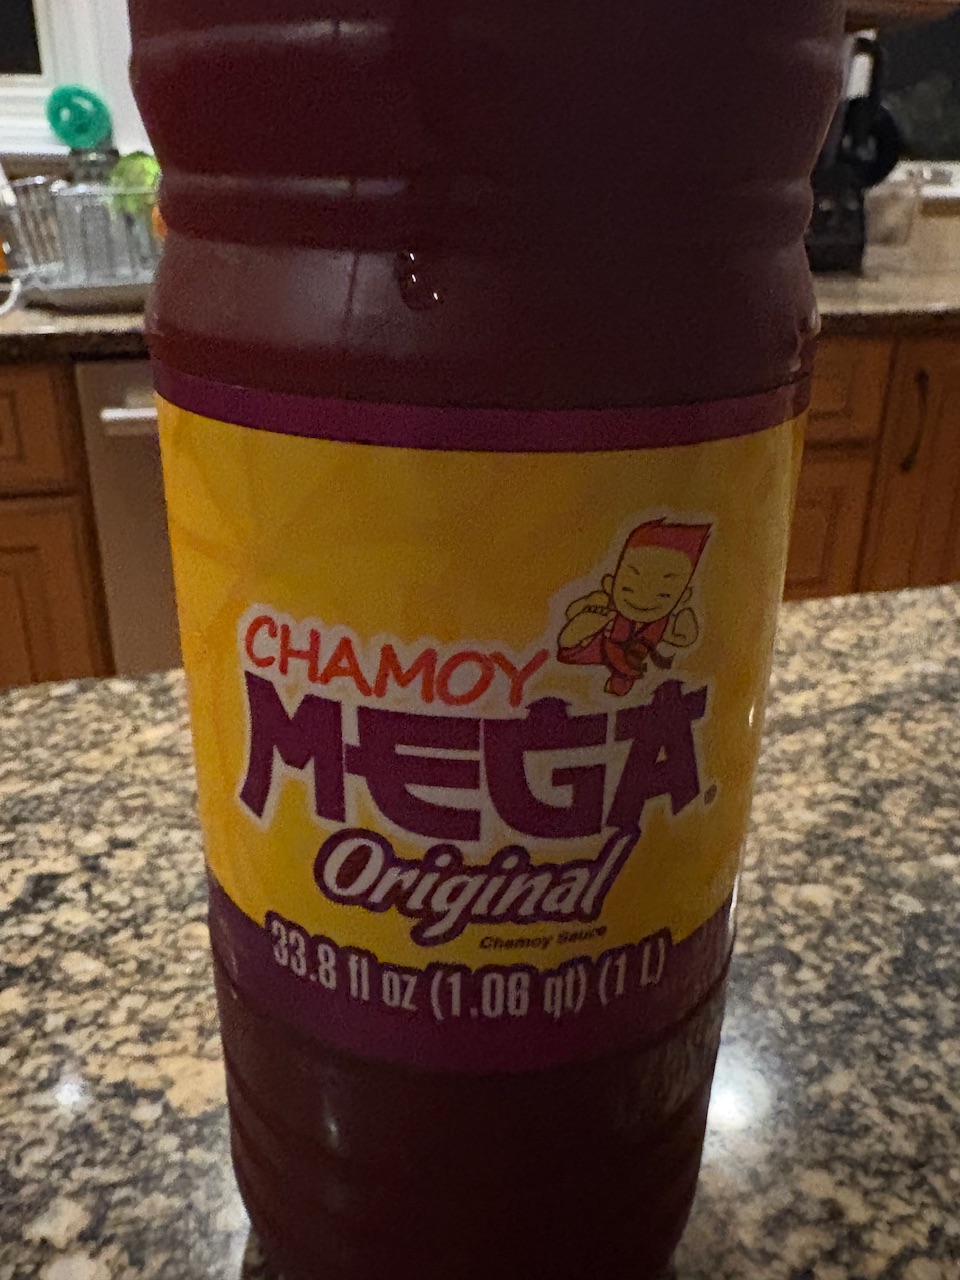 CHAMOY
MEGA®
Original
Chamoy Sauce
33.8 fl oz (1.06 qt) (1 L)